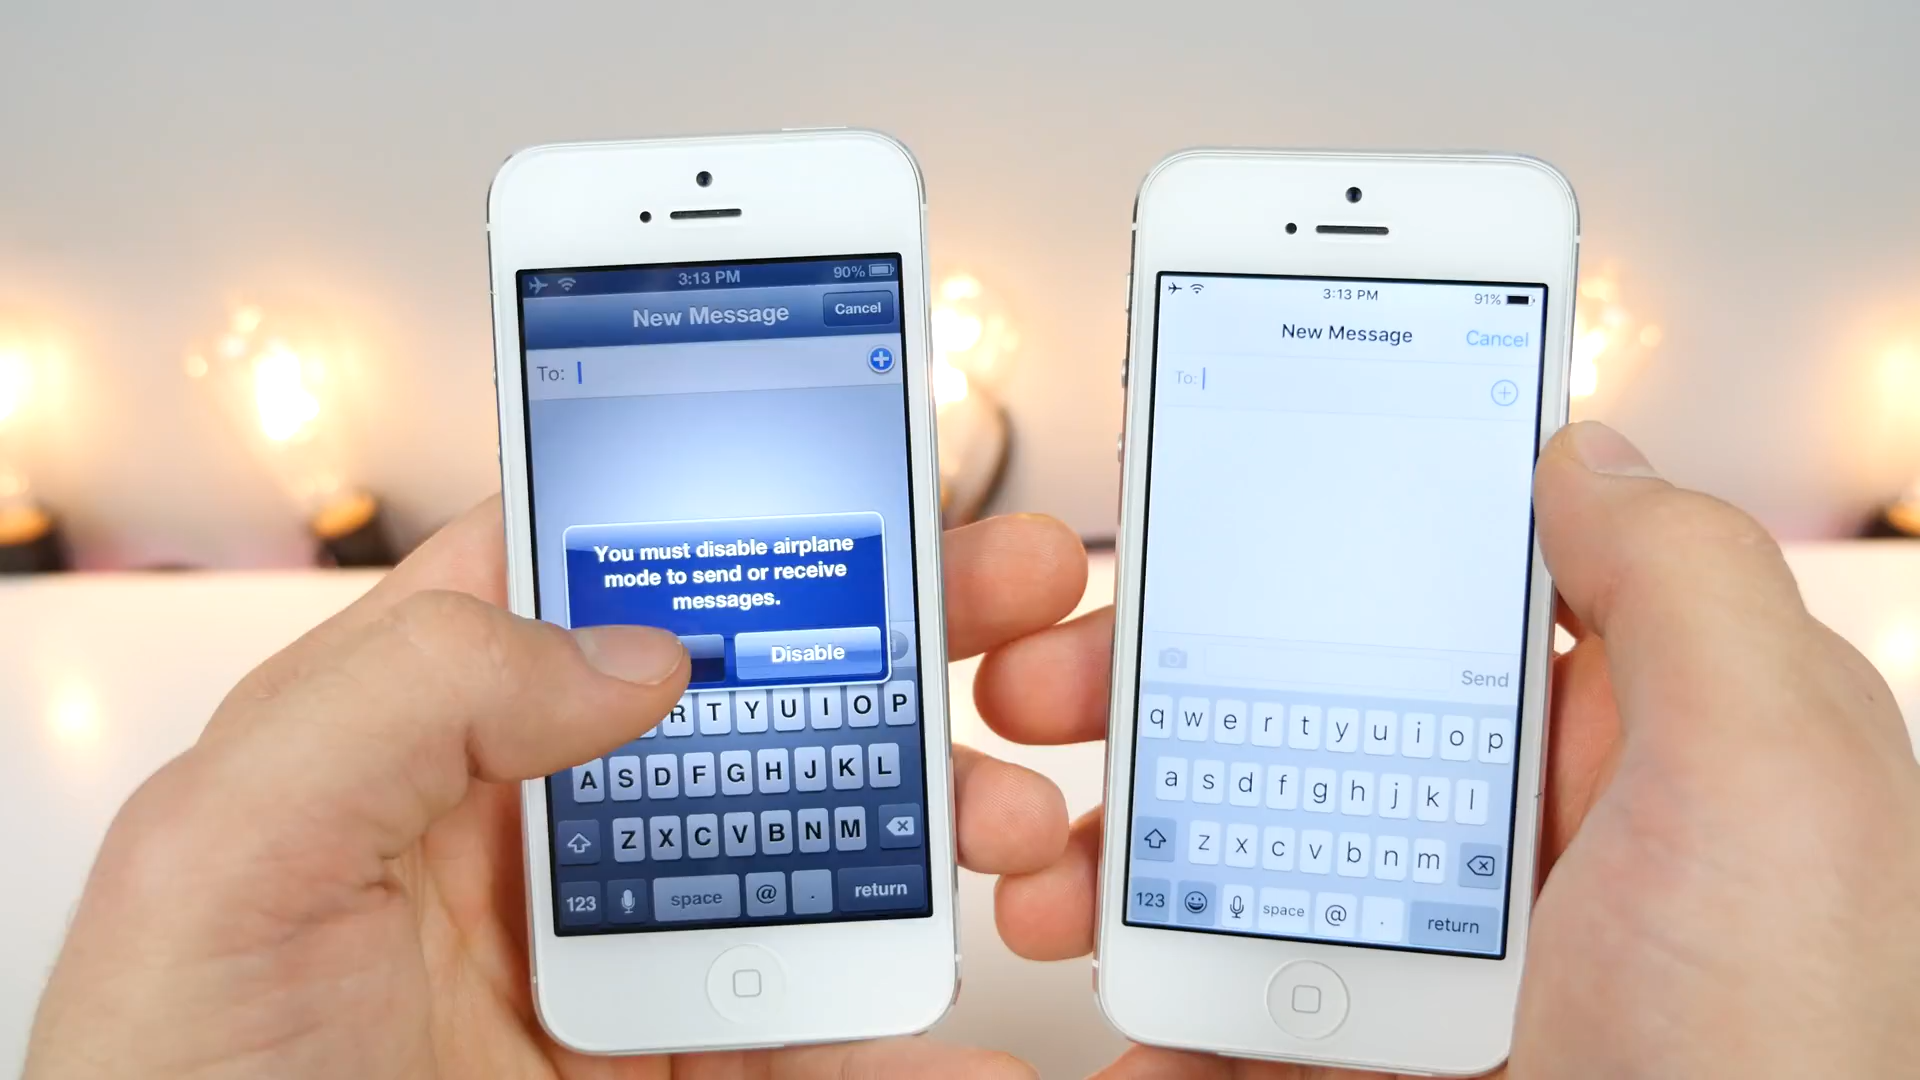 3:13 PM
90%
New Message
Cancel
To:
You must disable airplane
mode to send or receive
messages.
Disable
R T Y U I O P
A S D F G H J K L
Z X C V B N M
123
space
@
.
return
3:13 PM
91%
New Message
Cancel
To:
Send
q w e r t y u i o p
a s d f g h j k l
z x c v b n m
123
space
@
.
return